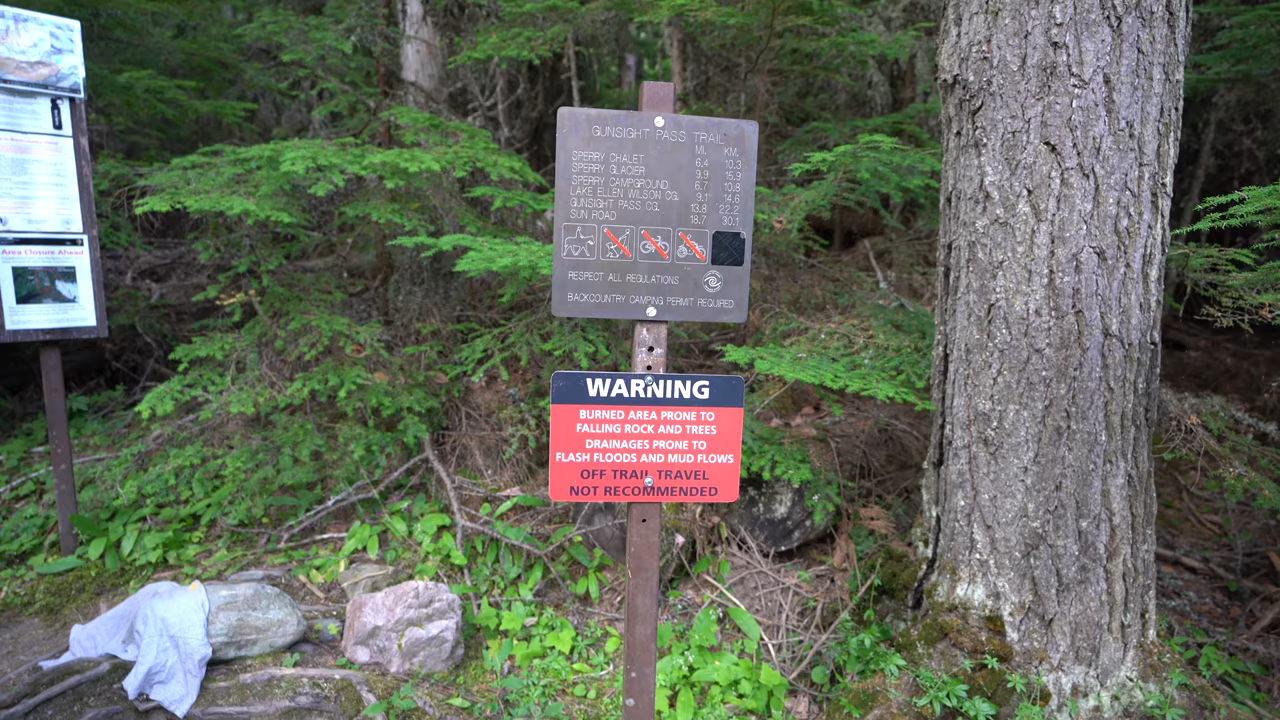 Area Closure Ahead
GUNSIGHT PASS TRAIL
MI. KM.
SPERRY CHALET 6.4 10.3
SPERRY GLACIER 9.9 15.9
SPERRY CAMPGROUND 6.7 10.8
LAKE ELLEN WILSON CG. 9.1 14.6
GUNSIGHT PASS CG. 13.8 22.2
SUN ROAD 18.7 30.1
RESPECT ALL REGULATIONS
BACKCOUNTRY CAMPING PERMIT REQUIRED
WARNING
BURNED AREA PRONE TO
FALLING ROCK AND TREES
DRAINAGES PRONE TO
FLASH FLOODS AND MUD FLOWS
OFF TRAIL TRAVEL
NOT RECOMMENDED